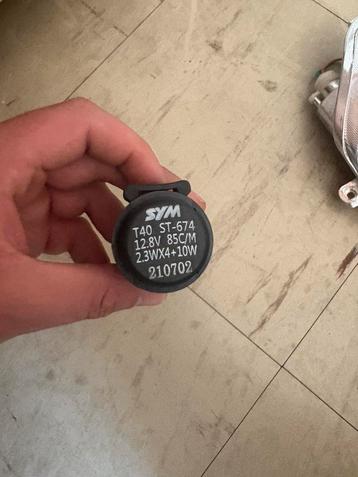 SYM
T40 ST-674
12.8V 85C/M
2.3WX4+10W
210702